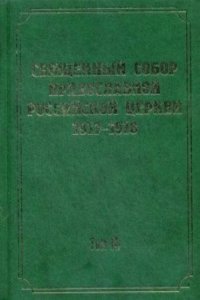 СВЯЩЕННЫЙ СОБОР
ПРАВОСЛАВНОЙ
РОССИЙСКОЙ ЦЕРКВИ
1917-1918
Том